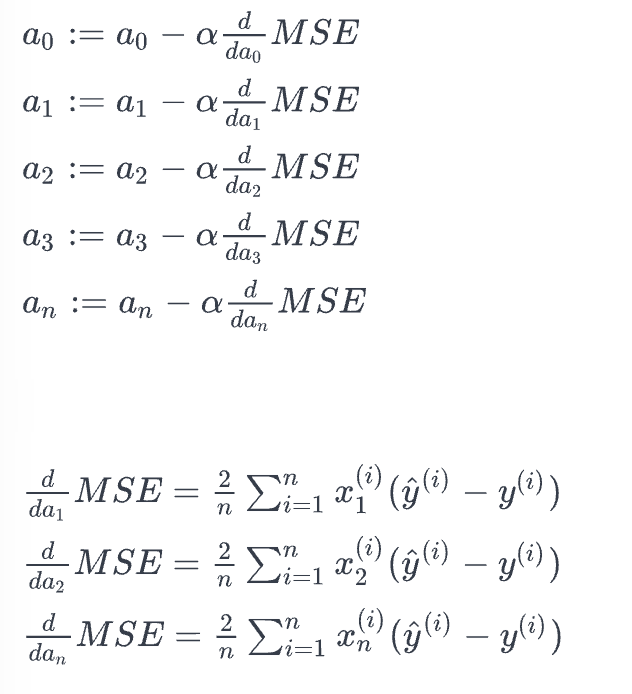 a₀ := a₀ − α d/da₀ MSE
a₁ := a₁ − α d/da₁ MSE
a₂ := a₂ − α d/da₂ MSE
a₃ := a₃ − α d/da₃ MSE
aₙ := aₙ − α d/daₙ MSE
d/da₁ MSE = 2/n ∑ᵢ₌₁ⁿ x₁⁽ⁱ⁾(ŷ⁽ⁱ⁾ − y⁽ⁱ⁾)
d/da₂ MSE = 2/n ∑ᵢ₌₁ⁿ x₂⁽ⁱ⁾(ŷ⁽ⁱ⁾ − y⁽ⁱ⁾)
d/daₙ MSE = 2/n ∑ᵢ₌₁ⁿ xₙ⁽ⁱ⁾(ŷ⁽ⁱ⁾ − y⁽ⁱ⁾)